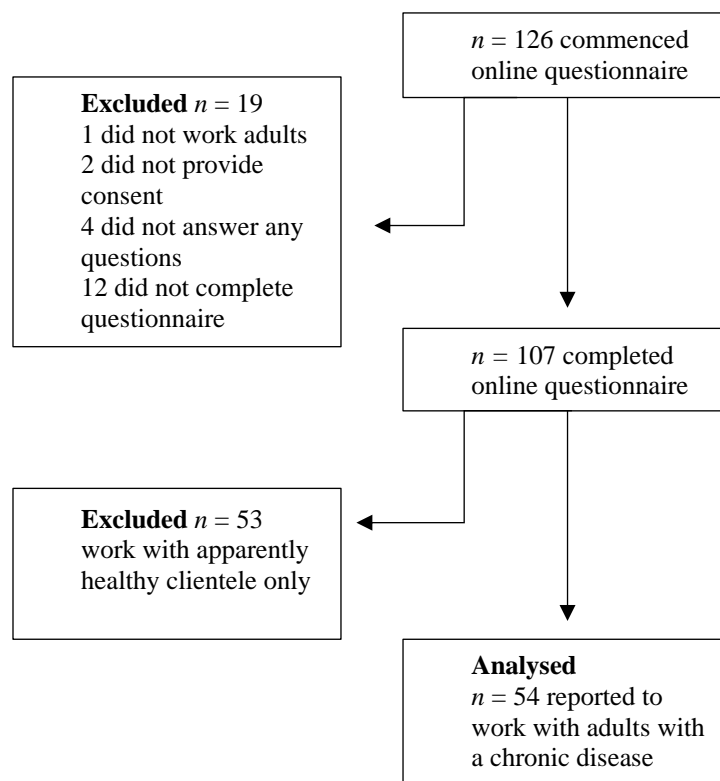 n = 126 commenced
online questionnaire
Excluded n = 19
1 did not work adults
2 did not provide
consent
4 did not answer any
questions
12 did not complete
questionnaire
n = 107 completed
online questionnaire
Excluded n = 53
work with apparently
healthy clientele only
Analysed
n = 54 reported to
work with adults with
a chronic disease